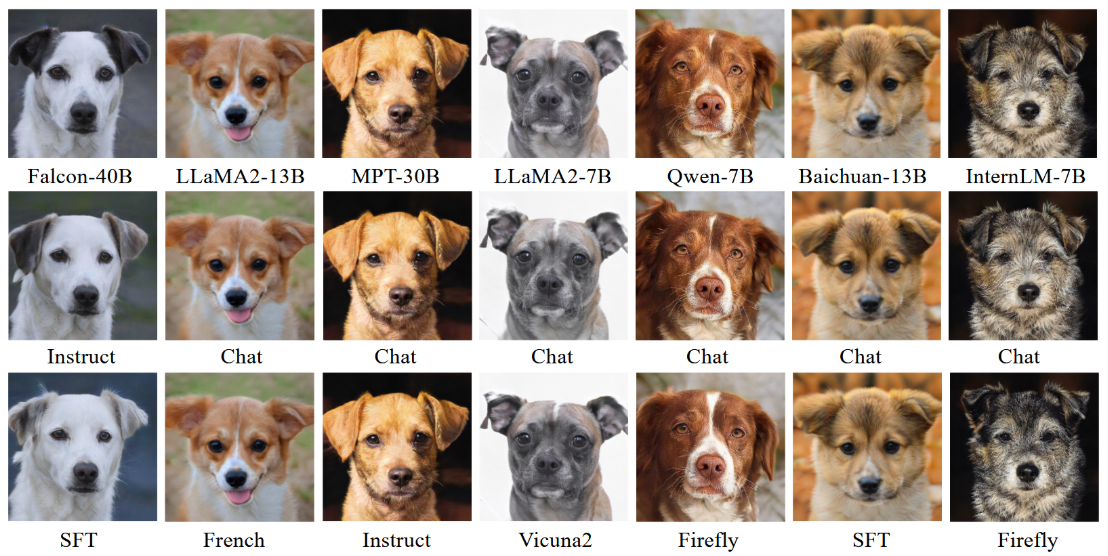 Falcon-40B LLaMA2-13B MPT-30B LLaMA2-7B Qwen-7B Baichuan-13B InternLM-7B
Instruct Chat Chat Chat Chat Chat Chat
SFT French Instruct Vicuna2 Firefly SFT Firefly